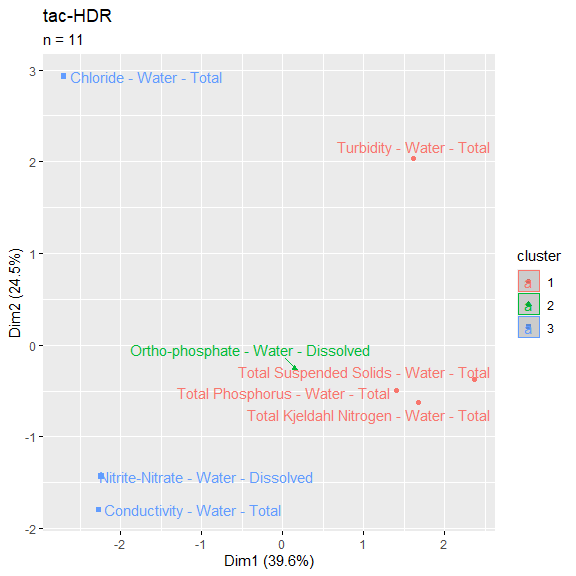 tac-HDR
n = 11
3
Chloride - Water - Total
Turbidity - Water - Total
2
1
cluster
1
2
3
Dim2 (24.5%)
0
Ortho-phosphate - Water - Dissolved
Total Suspended Solids - Water - Total
Total Phosphorus - Water - Total
Total Kjeldahl Nitrogen - Water - Total
-1
Nitrite-Nitrate - Water - Dissolved
Conductivity - Water - Total
-2
-2 -1 0 1 2
Dim1 (39.6%)